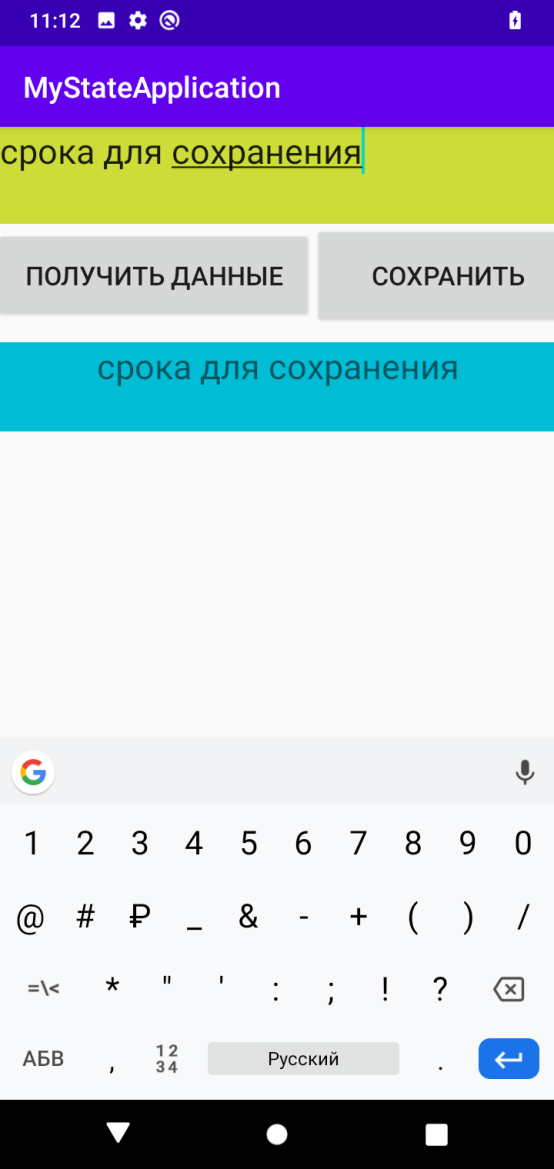 11:12
MyStateApplication
срока для сохранения
ПОЛУЧИТЬ ДАННЫЕ СОХРАНИТЬ
срока для сохранения
1 2 3 4 5 6 7 8 9 0
@ # ₽ _ & - + ( ) /
=\< * " ' : ; ! ?
АБВ , 12 34 Русский .